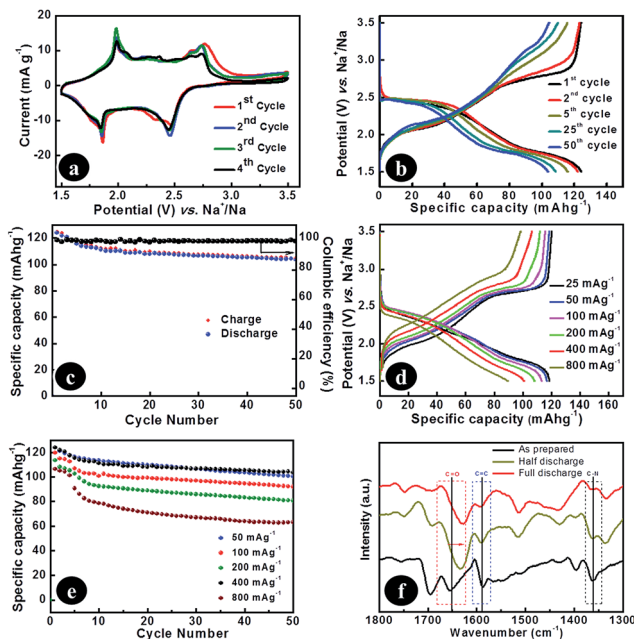 Current (mA g-1)
20
10
0
-10
-20
1.5 2.0 2.5 3.0 3.5
Potential (V) vs. Na+/Na
1st Cycle
2nd Cycle
3rd Cycle
4th Cycle
a
Potential (V) vs. Na+/Na
3.5
3.0
2.5
2.0
1.5
0 20 40 60 80 100 120 140
Specific capacity (mAhg-1)
1st cycle
2nd cycle
5th cycle
25th cycle
50th cycle
b
Specific capacity (mAhg-1)
120
100
80
60
40
20
0
10 20 30 40 50
Cycle Number
100
80
60
40
20
0
Columbic efficiency (%)
Charge
Discharge
c
Potential (V) vs. Na+/Na
3.5
3.0
2.5
2.0
1.5
0 20 40 60 80 100 120 140 160
Specific capacity (mAhg-1)
25 mAg-1
50 mAg-1
100 mAg-1
200 mAg-1
400 mAg-1
800 mAg-1
d
Specific capacity (mAhg-1)
120
100
80
60
40
20
0
10 20 30 40 50
Cycle Number
50 mAg-1
100 mAg-1
200 mAg-1
400 mAg-1
800 mAg-1
e
Intensity (a.u.)
As prepared
Half discharge
Full discharge
C=O
C=C
C-N
1800 1700 1600 1500 1400 1300
Wavenumber (cm-1)
f